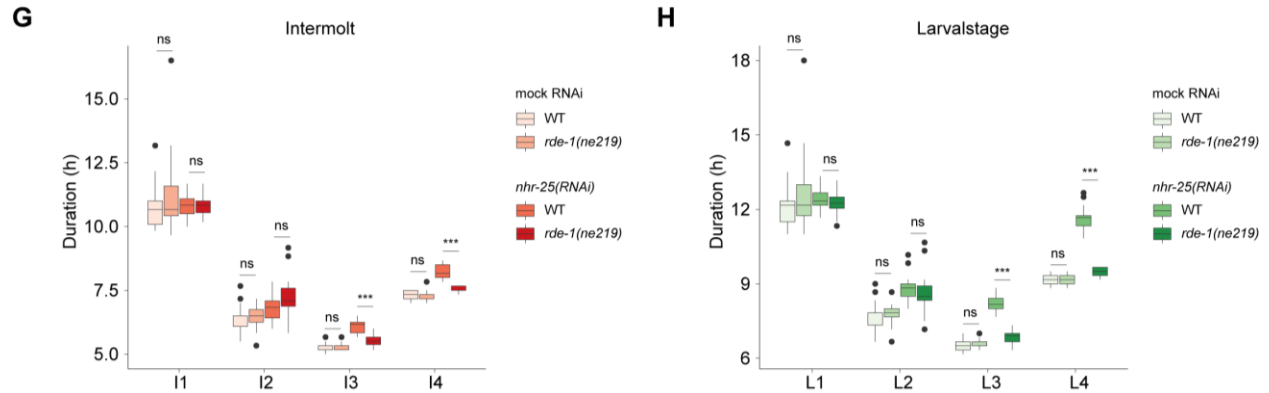 G
Intermolt
Duration (h)
15.0
12.5
10.0
7.5
5.0
ns
ns
ns
ns
ns
***
ns
***
I1
I2
I3
I4
mock RNAi
WT
rde-1(ne219)
nhr-25(RNAi)
WT
rde-1(ne219)
H
Larvalstage
Duration (h)
18
15
12
9
6
ns
ns
ns
ns
ns
***
ns
***
L1
L2
L3
L4
mock RNAi
WT
rde-1(ne219)
nhr-25(RNAi)
WT
rde-1(ne219)